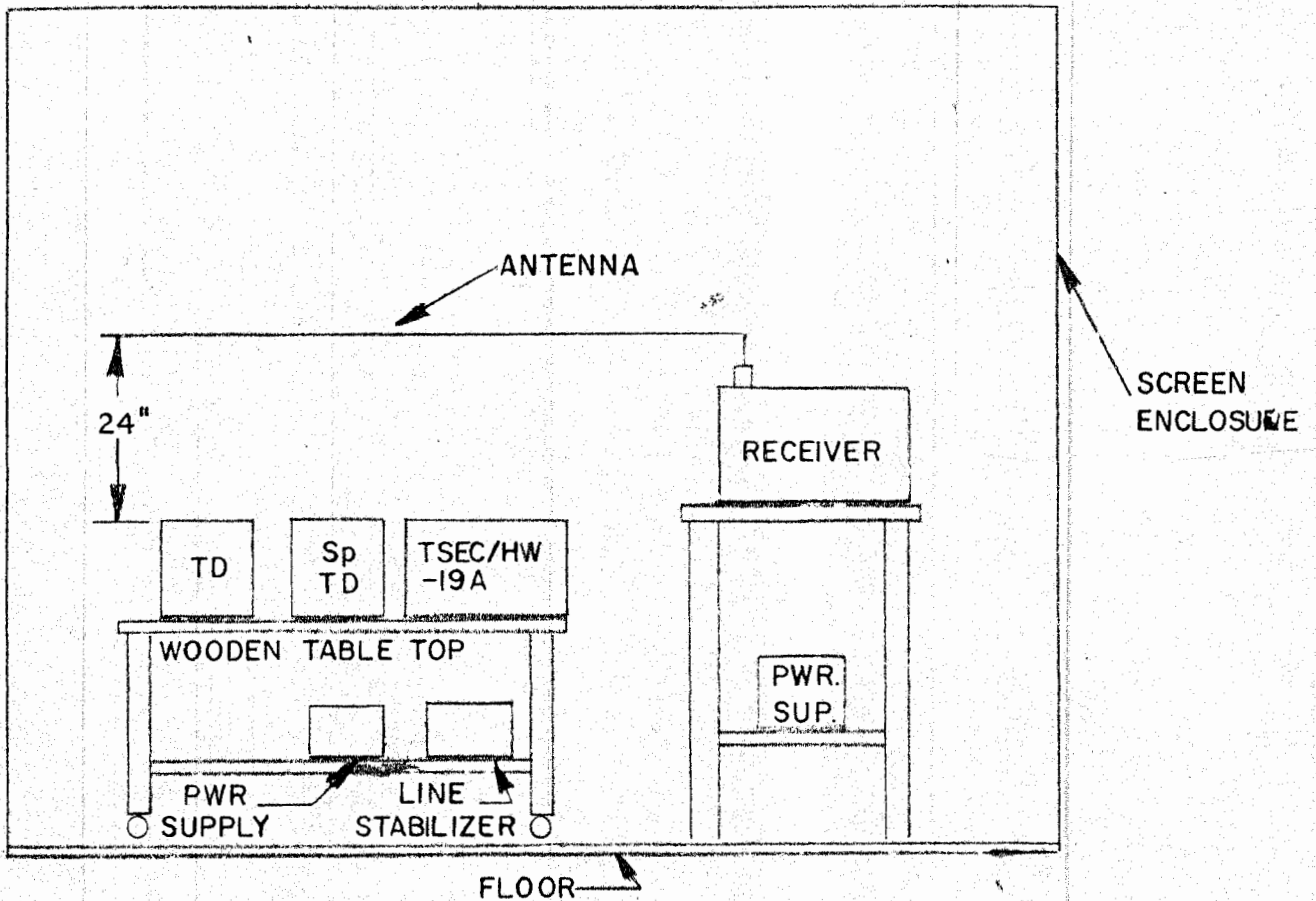 ANTENNA
24"
SCREEN
ENCLOSURE
RECEIVER
TD
Sp
TD
TSEC/HW
-19A
WOODEN TABLE TOP
PWR.
SUP.
PWR
SUPPLY
LINE
STABILIZER
FLOOR